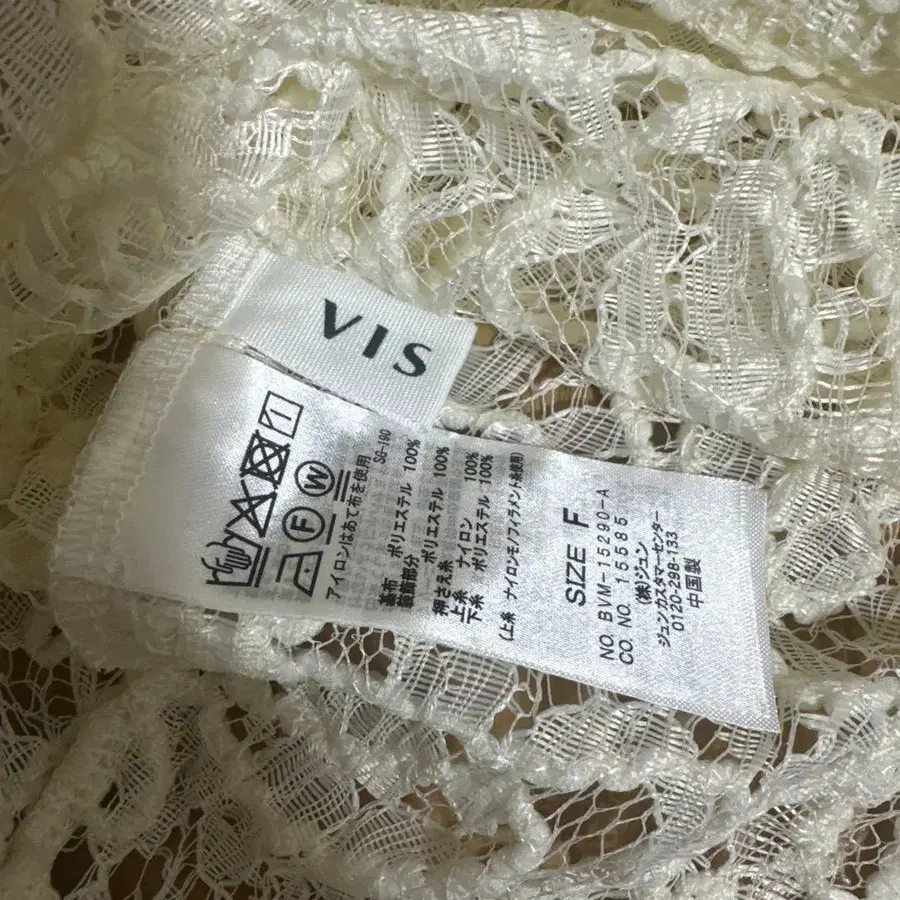 VIS
F
W
アイロンはあて布を使用
SG-190
基布 ポリエステル 100%
装飾部分 ポリエステル 100%
押さえ糸 ナイロン 100%
上糸 ポリエステル 100%
下糸
(上糸 ナイロンモノフィラメント糸使用)
SIZE F
NO. BVM-15290-A
CO. NO. 15585
(株)ジュン
ジュンカスタマーセンター
0120-298-133
中国製